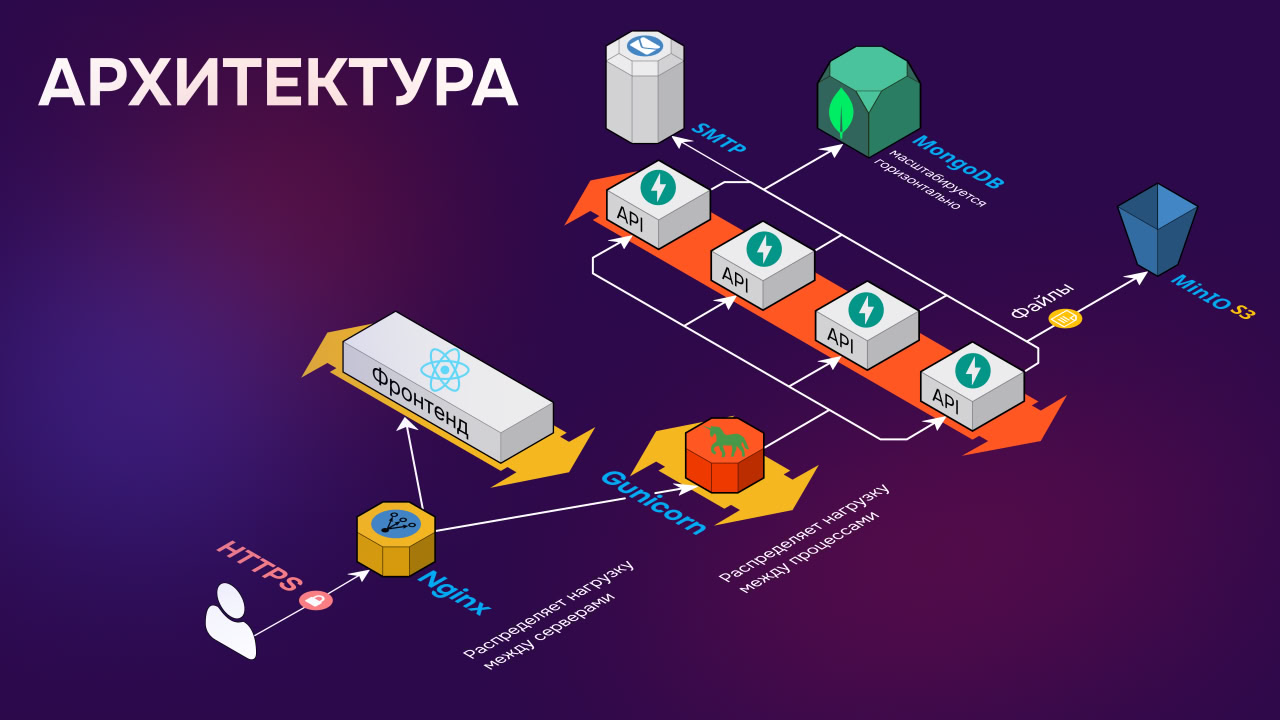 АРХИТЕКТУРА
SMTP
MongoDB
масштабируется
горизонтально
API
API
API
API
Файлы
MinIO S3
Фронтенд
Gunicorn
Распределяет нагрузку
между процессами
HTTPS
Nginx
Распределяет нагрузку
между серверами